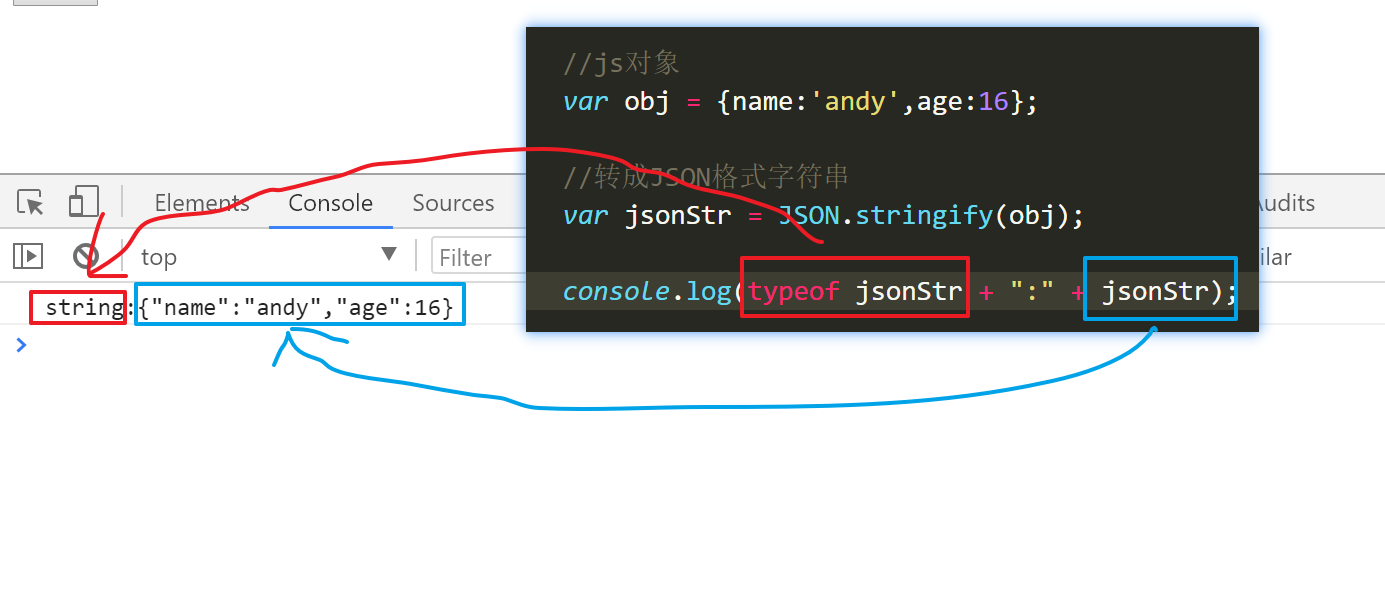 //js对象
var obj = {name:'andy',age:16};
//转成JSON格式字符串
var jsonStr = JSON.stringify(obj);
console.log(typeof jsonStr + ":" + jsonStr);
Elements Console Sources
top Filter
string:{"name":"andy","age":16}